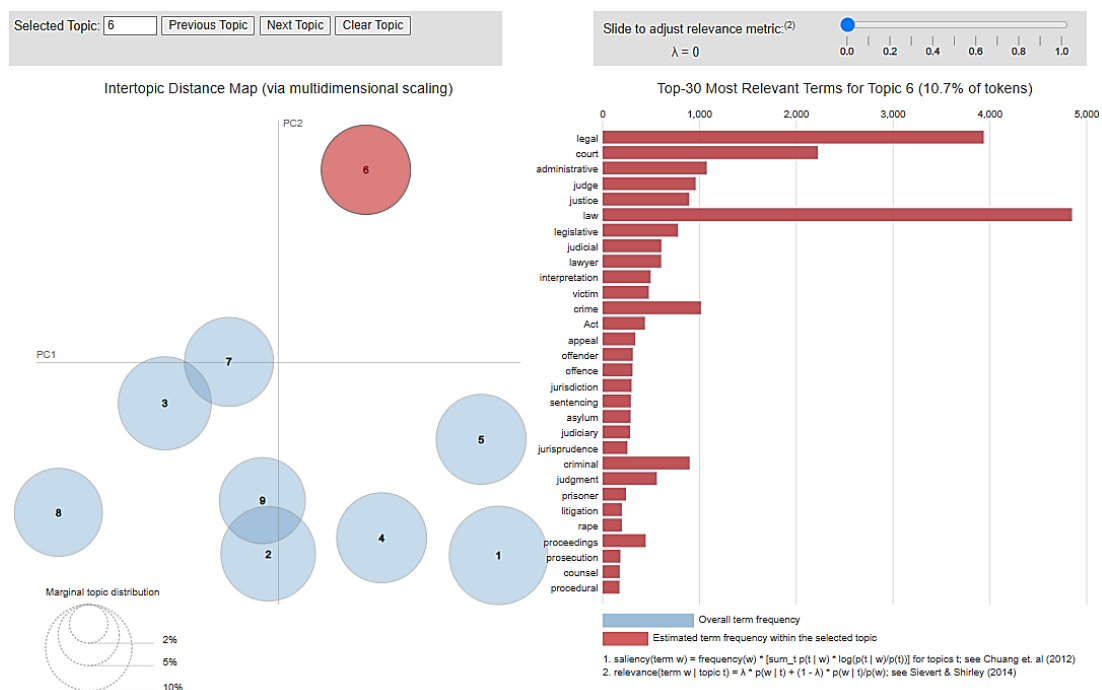 Selected Topic: 6 Previous Topic Next Topic Clear Topic
Slide to adjust relevance metric:(2)
λ = 0
0.0 0.2 0.4 0.6 0.8 1.0
Intertopic Distance Map (via multidimensional scaling)
PC2
PC1
6
7
3
5
8
9
2
4
1
Marginal topic distribution
2%
5%
10%
Top-30 Most Relevant Terms for Topic 6 (10.7% of tokens)
0 1,000 2,000 3,000 4,000 5,000
legal
court
administrative
judge
justice
law
legislative
judicial
lawyer
interpretation
victim
crime
Act
appeal
offender
offence
jurisdiction
sentencing
asylum
judiciary
jurisprudence
criminal
judgment
prisoner
litigation
rape
proceedings
prosecution
counsel
procedural
Overall term frequency
Estimated term frequency within the selected topic
1. saliency(term w) = frequency(w) * [sum_t p(t | w) * log(p(t | w)/p(t))] for topics t; see Chuang et. al (2012)
2. relevance(term w | topic t) = λ * p(w | t) + (1 - λ) * p(w | t)/p(w); see Sievert & Shirley (2014)